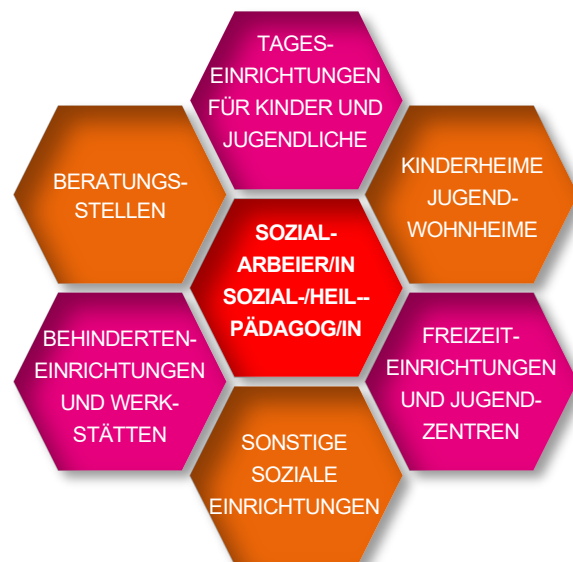 TAGES-
EINRICHTUNGEN
FÜR KINDER UND
JUGENDLICHE
BERATUNGS-
STELLEN
KINDERHEIME
JUGEND-
WOHNHEIME
SOZIAL-
ARBEIER/IN
SOZIAL-/HEIL--
PÄDAGOG/IN
BEHINDERTEN-
EINRICHTUNGEN
UND WERK-
STÄTTEN
FREIZEIT-
EINRICHTUNGEN
UND JUGEND-
ZENTREN
SONSTIGE
SOZIALE
EINRICHTUNGEN